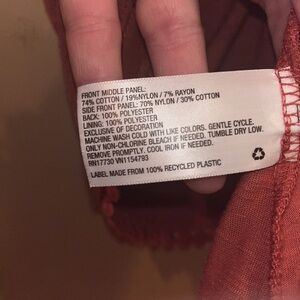 FRONT MIDDLE PANEL:
74% COTTON / 19%NYLON / 7% RAYON
SIDE FRONT PANEL: 70% NYLON / 30% COTTON
BACK: 100% POLYESTER
LINING: 100% POLYESTER
EXCLUSIVE OF DECORATION
MACHINE WASH COLD WITH LIKE COLORS. GENTLE CYCLE.
ONLY NON-CHLORINE BLEACH IF NEEDED. TUMBLE DRY LOW.
REMOVE PROMPTLY. COOL IRON IF NEEDED.
RN17730 VN1154793
LABEL MADE FROM 100% RECYCLED PLASTIC